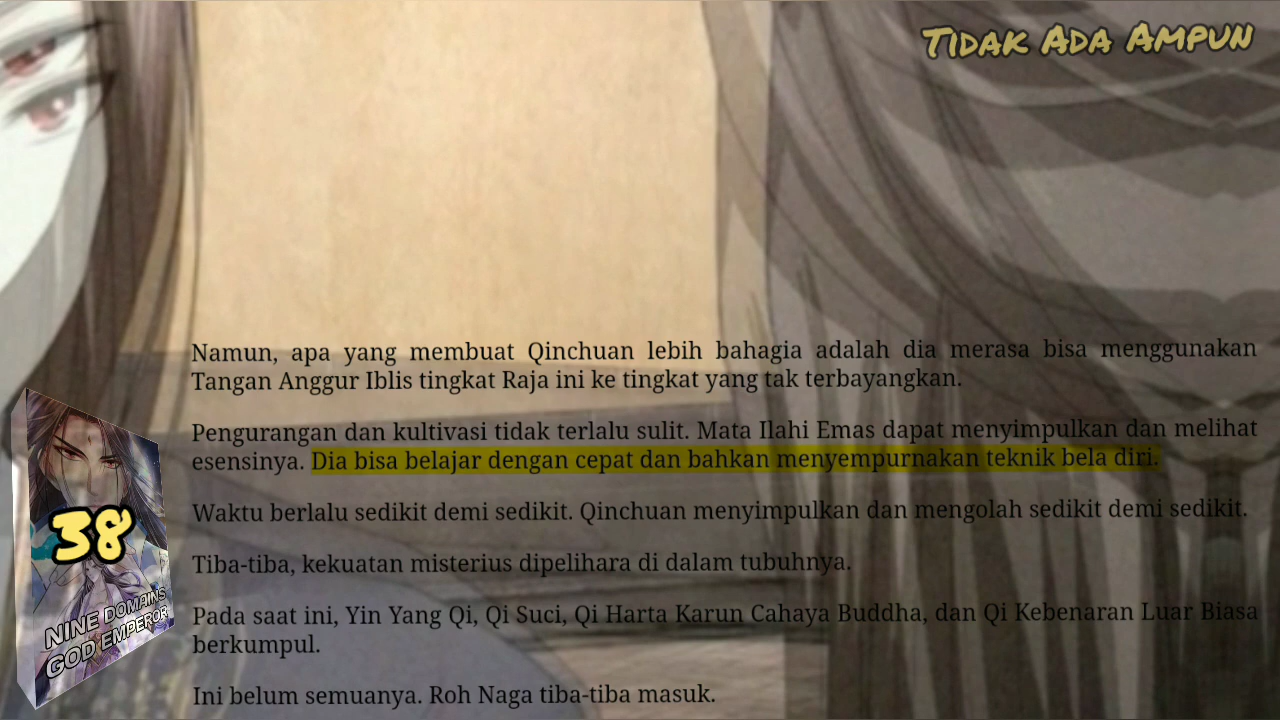 Tidak Ada Ampun
Namun, apa yang membuat Qinchuan lebih bahagia adalah dia merasa bisa menggunakan
Tangan Anggur Iblis tingkat Raja ini ke tingkat yang tak terbayangkan.
Pengurangan dan kultivasi tidak terlalu sulit. Mata Ilahi Emas dapat menyimpulkan dan melihat
esensinya. Dia bisa belajar dengan cepat dan bahkan menyempurnakan teknik bela diri.
Waktu berlalu sedikit demi sedikit. Qinchuan menyimpulkan dan mengolah sedikit demi sedikit.
Tiba-tiba, kekuatan misterius dipelihara di dalam tubuhnya.
Pada saat ini, Yin Yang Qi, Qi Suci, Qi Harta Karun Cahaya Buddha, dan Qi Kebenaran Luar Biasa
berkumpul.
Ini belum semuanya. Roh Naga tiba-tiba masuk.
38
NINE DOMAINS
GOD EMPEROR